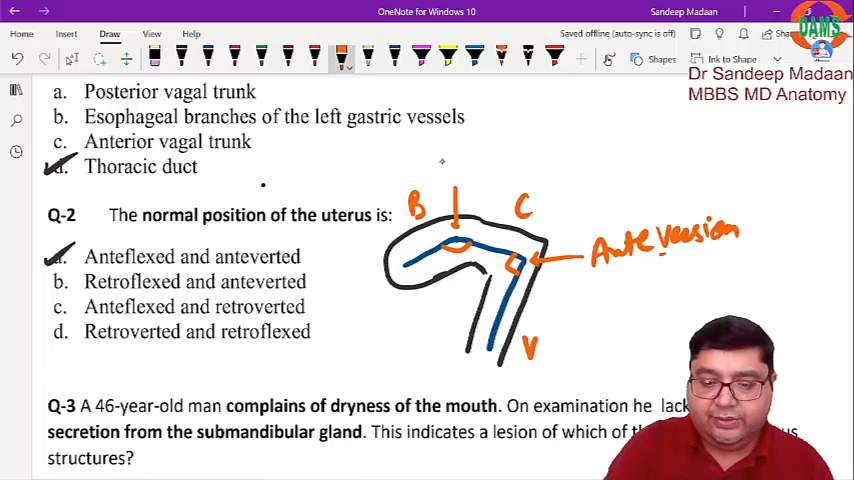 OneNote for Windows 10
Sandeep Madaan
Home Insert Draw View Help
Saved offline (auto-sync is off)
DAMS
Shapes Ink to Shape
Dr Sandeep Madaan
MBBS MD Anatomy
a. Posterior vagal trunk
b. Esophageal branches of the left gastric vessels
c. Anterior vagal trunk
d. Thoracic duct
B C
Q-2 The normal position of the uterus is:
Anteversion
a. Anteflexed and anteverted
b. Retroflexed and anteverted
c. Anteflexed and retroverted
d. Retroverted and retroflexed
V
Q-3 A 46-year-old man complains of dryness of the mouth. On examination he
secretion from the submandibular gland. This indicates a lesion of which of
structures?